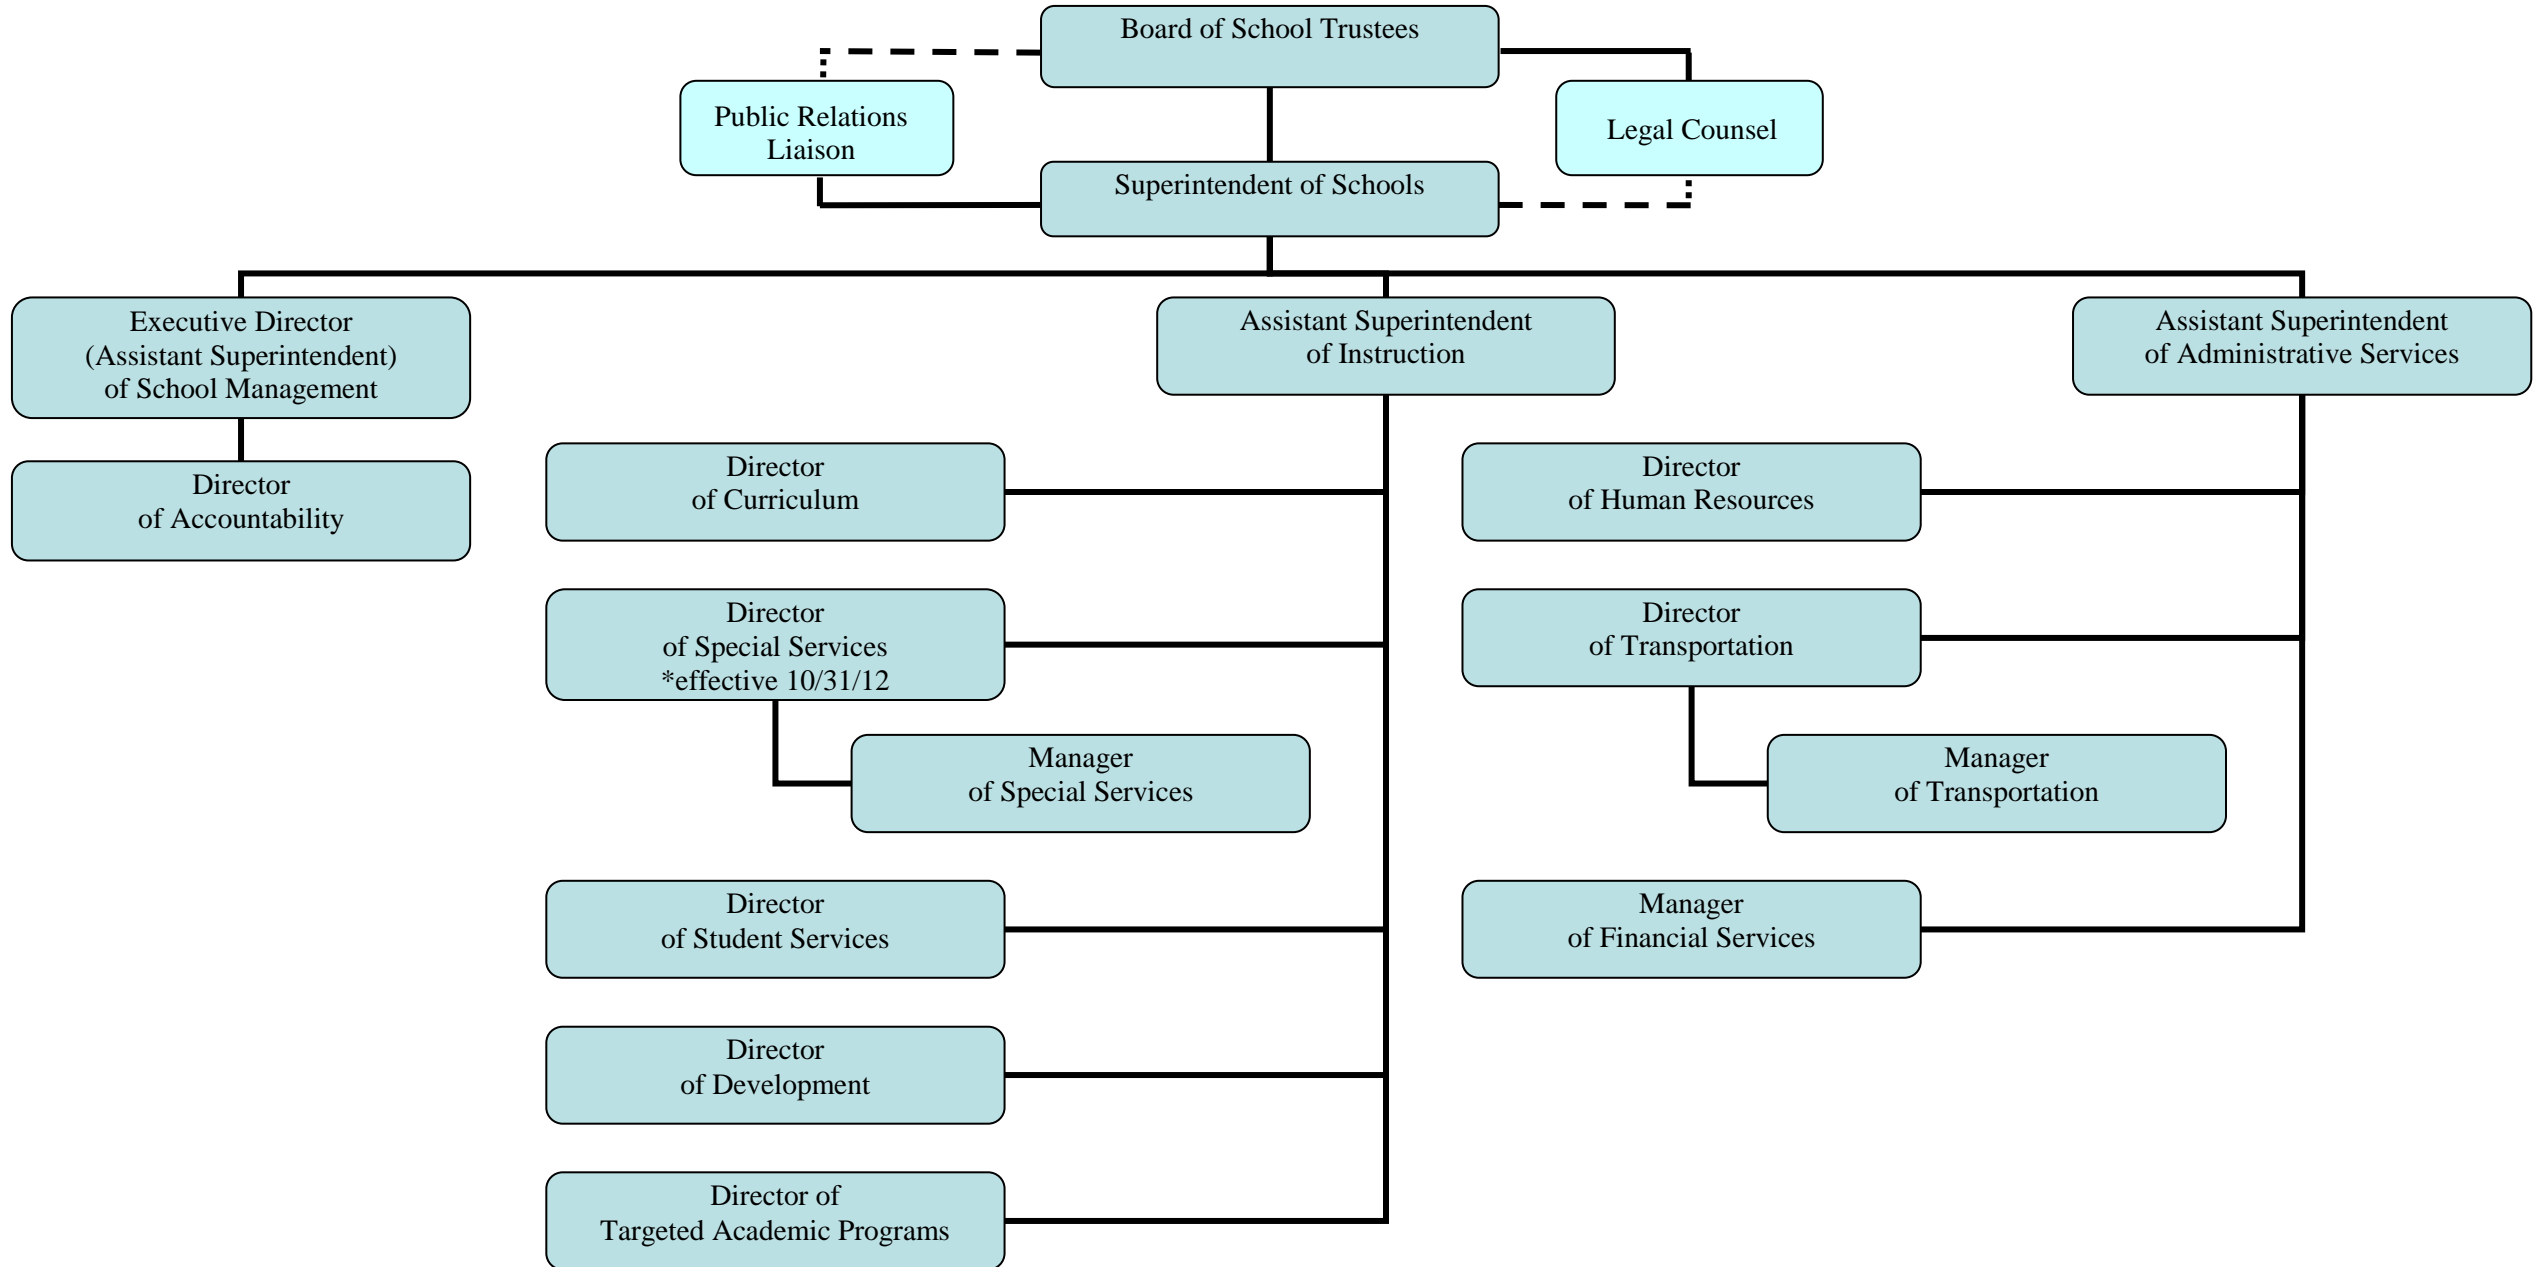 Board of School Trustees
Public Relations
Liaison
Legal Counsel
Superintendent of Schools
Executive Director
(Assistant Superintendent)
of School Management
Assistant Superintendent
of Instruction
Assistant Superintendent
of Administrative Services
Director
of Accountability
Director
of Curriculum
Director
of Human Resources
Director
of Special Services
*effective 10/31/12
Director
of Transportation
Manager
of Special Services
Manager
of Transportation
Director
of Student Services
Manager
of Financial Services
Director
of Development
Director of
Targeted Academic Programs